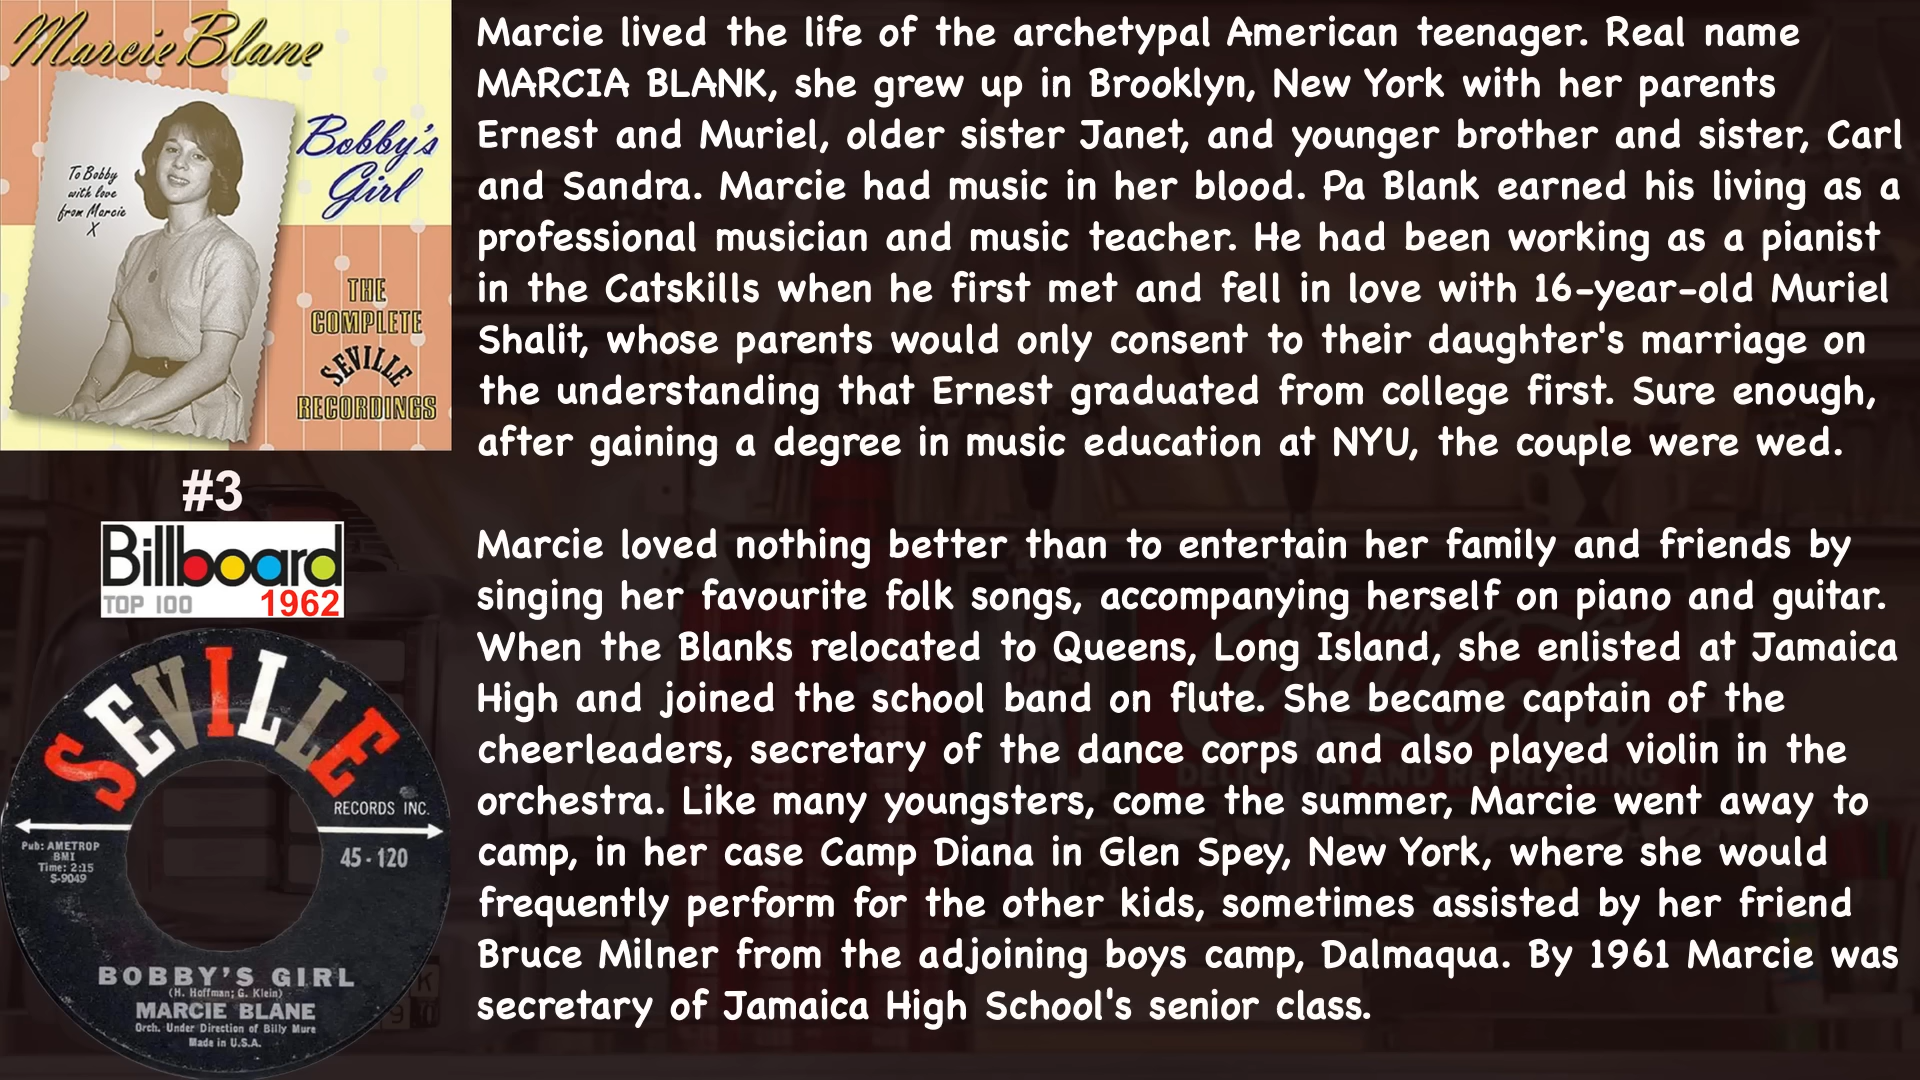 Marcie Blane
To Bobby
with love
from Marcie
X
Bobby's
Girl
THE
COMPLETE
SEVILLE
RECORDINGS
#3
Billboard
TOP 100 1962
SEVILLE
RECORDS INC.
Pub: AMETROP
BMI
Time: 2:15
S-9049
45-120
BOBBY'S GIRL
(H. Hoffman; G. Klein)
MARCIE BLANE
Orch. Under Direction of Billy Mure
Made in U.S.A.
Marcie lived the life of the archetypal American teenager. Real name
MARCIA BLANK, she grew up in Brooklyn, New York with her parents
Ernest and Muriel, older sister Janet, and younger brother and sister, Carl
and Sandra. Marcie had music in her blood. Pa Blank earned his living as a
professional musician and music teacher. He had been working as a pianist
in the Catskills when he first met and fell in love with 16-year-old Muriel
Shalit, whose parents would only consent to their daughter's marriage on
the understanding that Ernest graduated from college first. Sure enough,
after gaining a degree in music education at NYU, the couple were wed.
Marcie loved nothing better than to entertain her family and friends by
singing her favourite folk songs, accompanying herself on piano and guitar.
When the Blanks relocated to Queens, Long Island, she enlisted at Jamaica
High and joined the school band on flute. She became captain of the
cheerleaders, secretary of the dance corps and also played violin in the
orchestra. Like many youngsters, come the summer, Marcie went away to
camp, in her case Camp Diana in Glen Spey, New York, where she would
frequently perform for the other kids, sometimes assisted by her friend
Bruce Milner from the adjoining boys camp, Dalmaqua. By 1961 Marcie was
secretary of Jamaica High School's senior class.
DELICIOUS AND REFRESHING